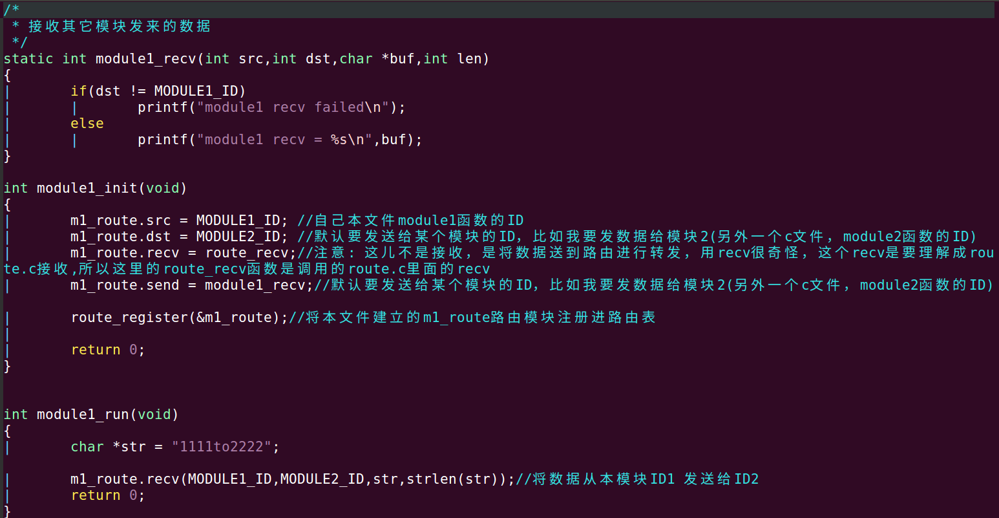 /*
 * 接收其它模块发来的数据
 */
static int module1_recv(int src,int dst,char *buf,int len)
{
|       if(dst != MODULE1_ID)
|       |       printf("module1 recv failed\n");
|       else
|       |       printf("module1 recv = %s\n",buf);
}

int module1_init(void)
{
|       m1_route.src = MODULE1_ID; //自己本文件module1函数的ID
|       m1_route.dst = MODULE2_ID; //默认要发送给某个模块的ID，比如我要发数据给模块2(另外一个c文件，module2函数的ID)
|       m1_route.recv = route_recv;//注意：这儿不是接收，是将数据送到路由进行转发，用recv很奇怪，这个recv是要理解成rou
te.c接收,所以这里的route_recv函数是调用的route.c里面的recv
|       m1_route.send = module1_recv;//默认要发送给某个模块的ID，比如我要发数据给模块2(另外一个c文件，module2函数的ID)

|       route_register(&m1_route);//将本文件建立的m1_route路由模块注册进路由表
|
|       return 0;
}

int module1_run(void)
{
|       char *str = "1111to2222";

|       m1_route.recv(MODULE1_ID,MODULE2_ID,str,strlen(str));//将数据从本模块ID1 发送给ID2
|       return 0;
}